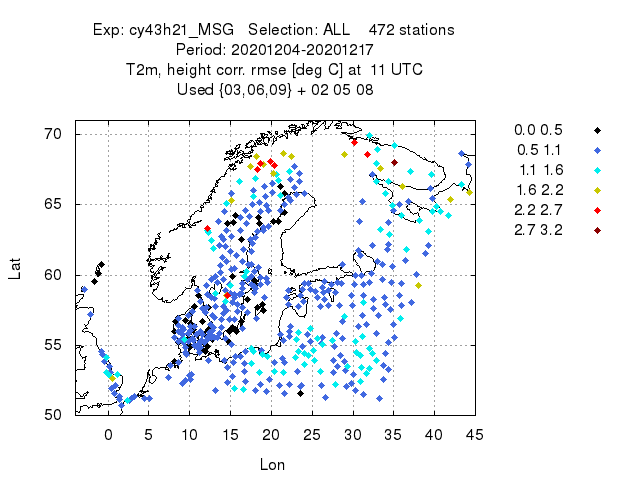 Exp: cy43h21_MSG   Selection: ALL    472 stations
Period: 20201204-20201217
T2m, height corr. rmse [deg C] at  11 UTC
Used {03,06,09} + 02 05 08
70
65
60
55
50
Lat
0 5 10 15 20 25 30 35 40 45
Lon
0.0 0.5
0.5 1.1
1.1 1.6
1.6 2.2
2.2 2.7
2.7 3.2